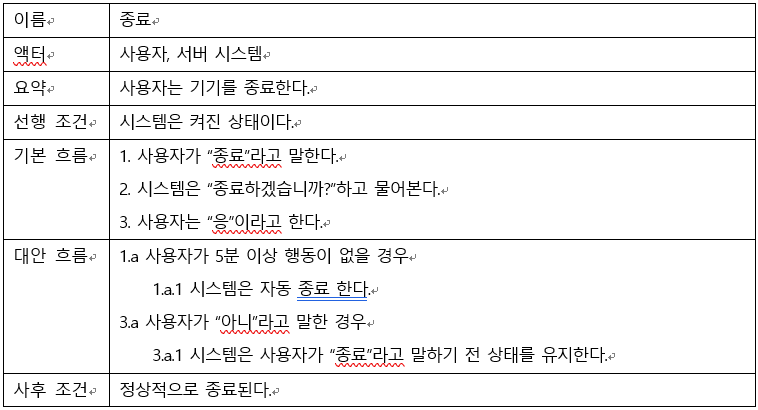 이름 종료
액터 사용자, 서버 시스템
요약 사용자는 기기를 종료한다.
선행 조건 시스템은 켜진 상태이다.
기본 흐름 1. 사용자가 “종료”라고 말한다.
2. 시스템은 “종료하겠습니까?”하고 물어본다.
3. 사용자는 “응”이라고 한다.
대안 흐름 1.a 사용자가 5분 이상 행동이 없을 경우
1.a.1 시스템은 자동 종료 한다.
3.a 사용자가 “아니”라고 말한 경우
3.a.1 시스템은 사용자가 “종료”라고 말하기 전 상태를 유지한다.
사후 조건 정상적으로 종료된다.